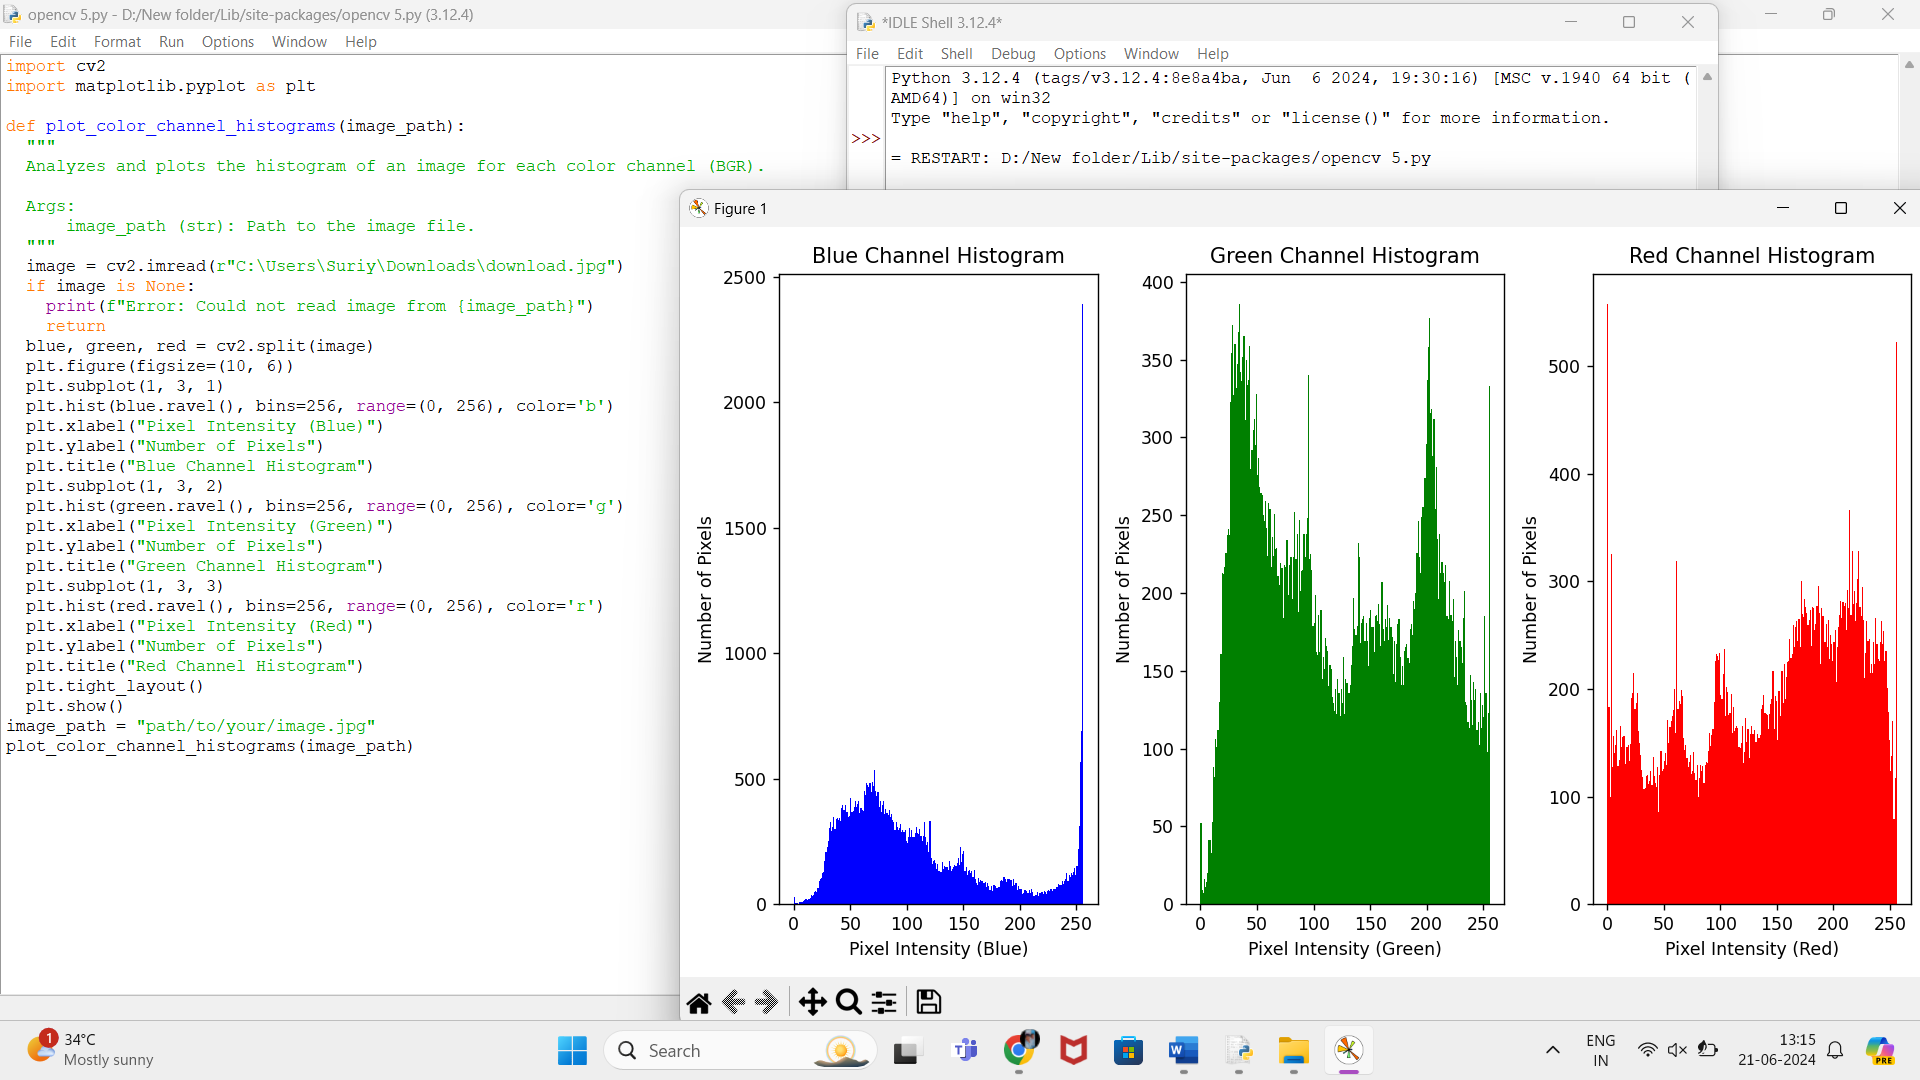 opencv 5.py - D:/New folder/Lib/site-packages/opencv 5.py (3.12.4)
File Edit Format Run Options Window Help
import cv2
import matplotlib.pyplot as plt
def plot_color_channel_histograms(image_path):
"""
Analyzes and plots the histogram of an image for each color channel (BGR).
Args:
image_path (str): Path to the image file.
"""
image = cv2.imread(r"C:\Users\Suriy\Downloads\download.jpg")
if image is None:
print(f"Error: Could not read image from {image_path}")
return
blue, green, red = cv2.split(image)
plt.figure(figsize=(10, 6))
plt.subplot(1, 3, 1)
plt.hist(blue.ravel(), bins=256, range=(0, 256), color='b')
plt.xlabel("Pixel Intensity (Blue)")
plt.ylabel("Number of Pixels")
plt.title("Blue Channel Histogram")
plt.subplot(1, 3, 2)
plt.hist(green.ravel(), bins=256, range=(0, 256), color='g')
plt.xlabel("Pixel Intensity (Green)")
plt.ylabel("Number of Pixels")
plt.title("Green Channel Histogram")
plt.subplot(1, 3, 3)
plt.hist(red.ravel(), bins=256, range=(0, 256), color='r')
plt.xlabel("Pixel Intensity (Red)")
plt.ylabel("Number of Pixels")
plt.title("Red Channel Histogram")
plt.tight_layout()
plt.show()
image_path = "path/to/your/image.jpg"
plot_color_channel_histograms(image_path)
*IDLE Shell 3.12.4*
File Edit Shell Debug Options Window Help
Python 3.12.4 (tags/v3.12.4:8e8a4ba, Jun  6 2024, 19:30:16) [MSC v.1940 64 bit (
AMD64)] on win32
Type "help", "copyright", "credits" or "license()" for more information.
>>>
= RESTART: D:/New folder/Lib/site-packages/opencv 5.py
Figure 1
Blue Channel Histogram
2500
2000
1500
1000
500
0
Number of Pixels
0 50 100 150 200 250
Pixel Intensity (Blue)
Green Channel Histogram
400
350
300
250
200
150
100
50
0
Number of Pixels
0 50 100 150 200 250
Pixel Intensity (Green)
Red Channel Histogram
500
400
300
200
100
0
Number of Pixels
0 50 100 150 200 250
Pixel Intensity (Red)
1
34°C
Mostly sunny
Search
W
ENG
IN
13:15
21-06-2024
PRE